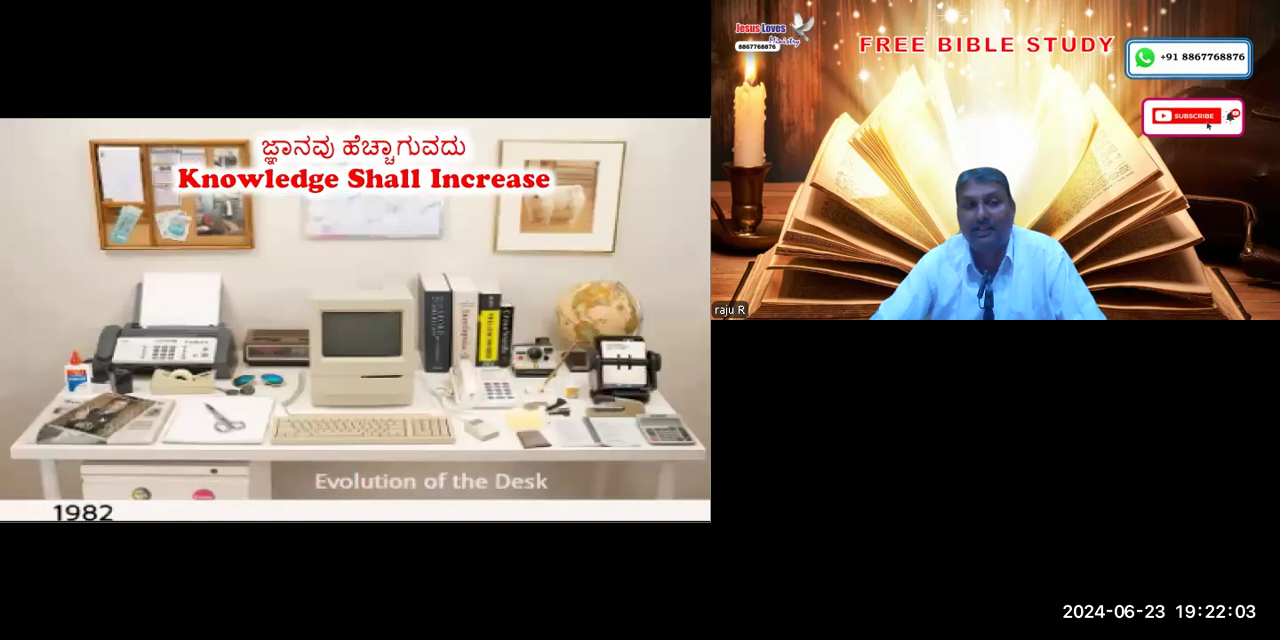 ಜ್ಞಾನವು ಹೆಚ್ಚಾಗುವದು
Knowledge Shall Increase
Evolution of the Desk
1982
Jesus Loves
Ministry
8867768876
FREE BIBLE STUDY
+91 8867768876
SUBSCRIBE
raju R
2024-06-23 19:22:03